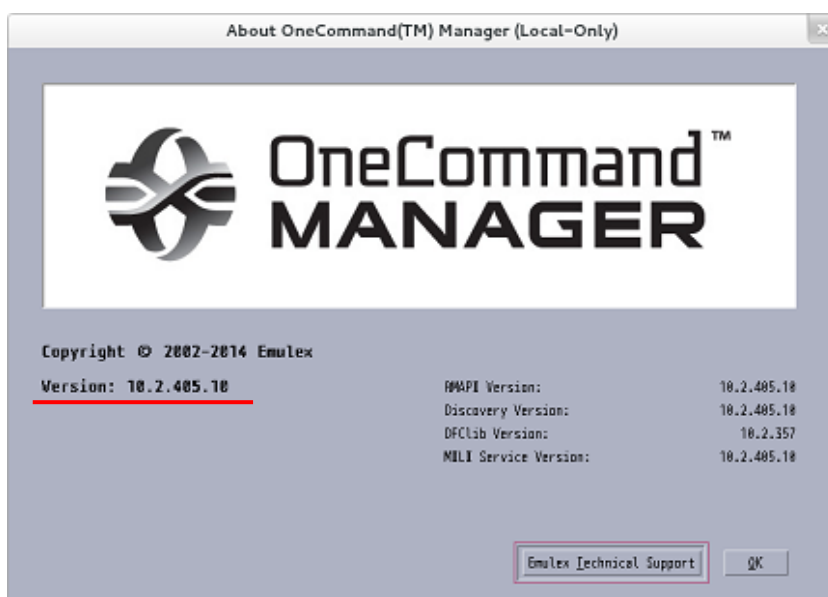 About OneCommand(TM) Manager (Local-Only)
OneCommand™
MANAGER
Copyright © 2002-2014 Emulex
Version: 10.2.405.10
RMAPI Version: 10.2.405.10
Discovery Version: 10.2.405.10
DFClib Version: 10.2.357
MILI Service Version: 10.2.405.10
Emulex Technical Support
OK